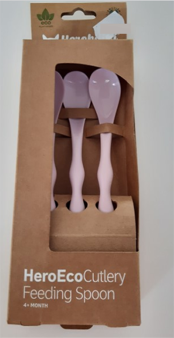 HeroEcoCutlery
Feeding Spoon
4+ MONTH